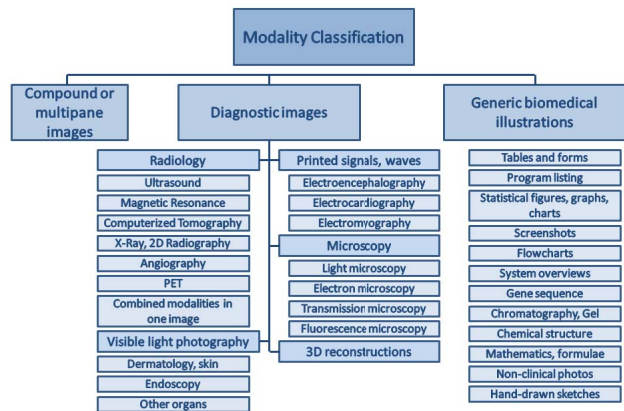 Modality Classification
Compound or
multipane
images
Diagnostic images
Generic biomedical
illustrations
Radiology
Ultrasound
Magnetic Resonance
Computerized Tomography
X-Ray, 2D Radiography
Angiography
PET
Combined modalities in
one image
Visible light photography
Dermatology, skin
Endoscopy
Other organs
Printed signals, waves
Electroencephalography
Electrocardiography
Electromyography
Microscopy
Light microscopy
Electron microscopy
Transmission microscopy
Fluorescence microscopy
3D reconstructions
Tables and forms
Program listing
Statistical figures, graphs,
charts
Screenshots
Flowcharts
System overviews
Gene sequence
Chromatography, Gel
Chemical structure
Mathematics, formulae
Non-clinical photos
Hand-drawn sketches